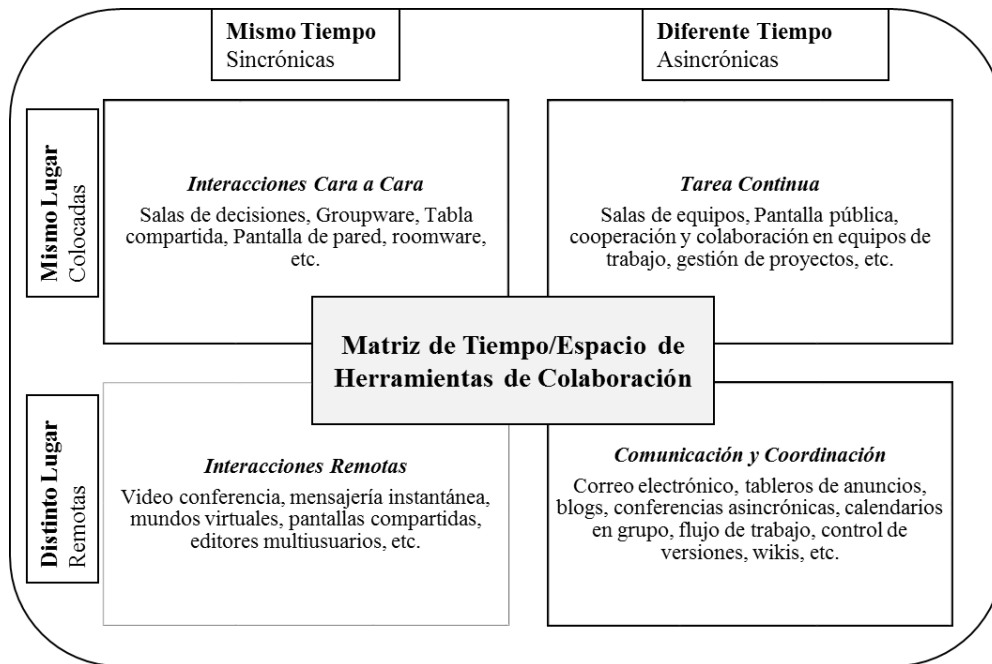 Mismo Tiempo
Sincrónicas
Diferente Tiempo
Asincrónicas
Mismo Lugar
Colocadas
Interacciones Cara a Cara
Salas de decisiones, Groupware, Tabla
compartida, Pantalla de pared, roomware,
etc.
Tarea Continua
Salas de equipos, Pantalla pública,
cooperación y colaboración en equipos de
trabajo, gestión de proyectos, etc.
Matriz de Tiempo/Espacio de
Herramientas de Colaboración
Distinto Lugar
Remotas
Interacciones Remotas
Video conferencia, mensajería instantánea,
mundos virtuales, pantallas compartidas,
editores multiusuarios, etc.
Comunicación y Coordinación
Correo electrónico, tableros de anuncios,
blogs, conferencias asincrónicas, calendarios
en grupo, flujo de trabajo, control de
versiones, wikis, etc.